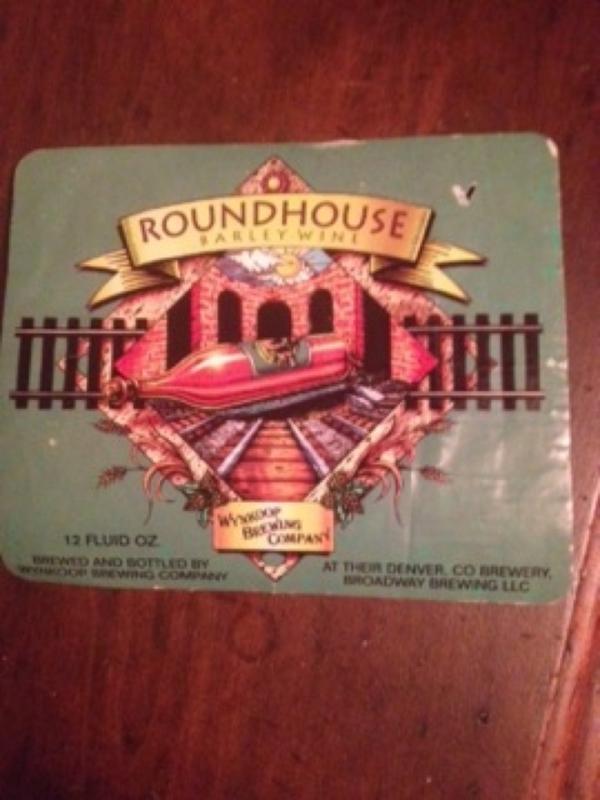 ROUNDHOUSE
BARLEY WINE
WYNKOOP
BREWING
COMPANY
12 FLUID OZ.
BREWED AND BOTTLED BY
WYNKOOP BREWING COMPANY
AT THEIR DENVER, CO BREWERY,
BROADWAY BREWING LLC